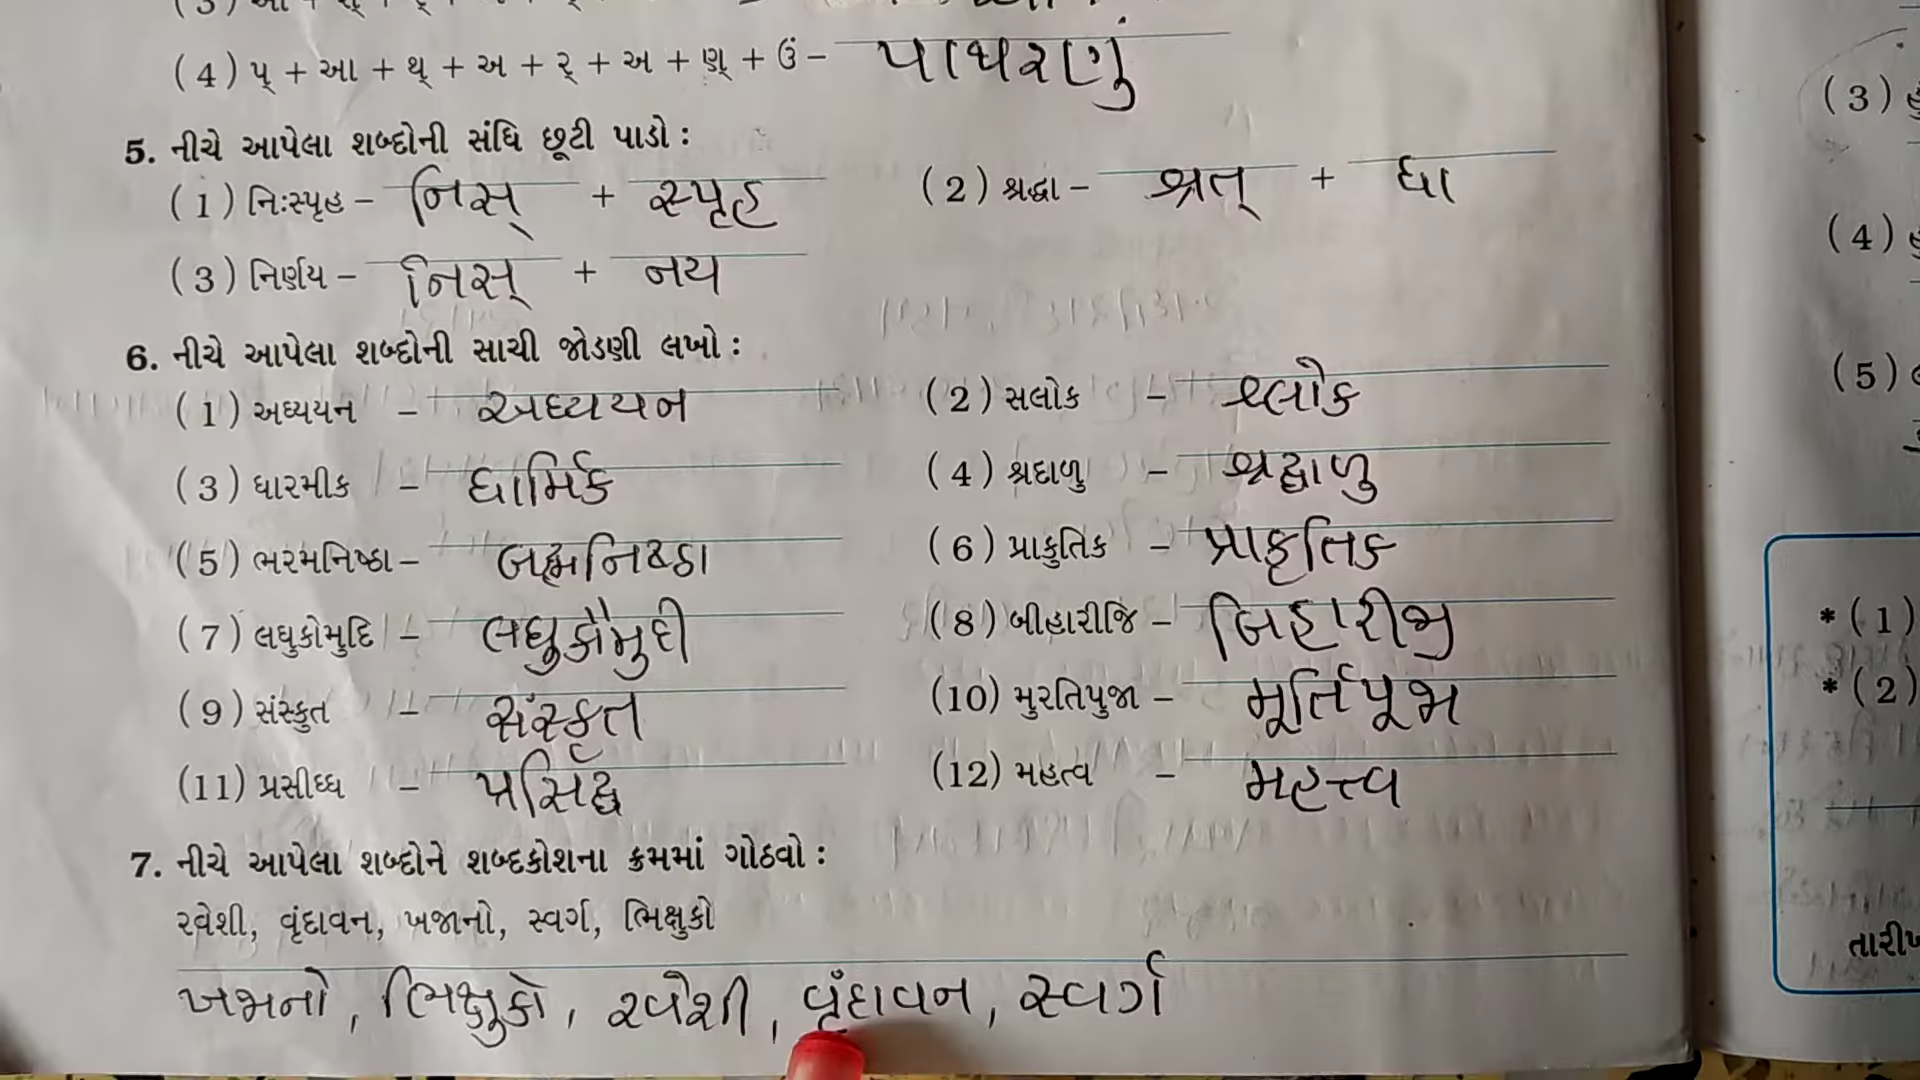 (4) પ્ + આ + થ્ + અ + ર્ + અ + ણ્ + ઉં – પાથરણું
5. નીચે આપેલા શબ્દોની સંધિ છૂટી પાડો :
(1) નિઃસ્પૃહ – નિસ્ + સ્પૃહ (2) શ્રદ્ધા – શ્રત્ + ધા
(3) નિર્ણય – નિસ્ + નય
6. નીચે આપેલા શબ્દોની સાચી જોડણી લખો :
(1) અઘ્યયન – અધ્યયન (2) સલોક – શ્લોક
(3) ધારમીક – ધાર્મિક (4) શ્રદાળુ – શ્રદ્ધાળુ
(5) ભરમનિષ્ઠા – બ્રહ્મનિષ્ઠા (6) પ્રાકુતિક – પ્રાકૃતિક
(7) લઘુકોમુદિ – લઘુકૌમુદી (8) બીહારીજિ – બિહારીજી
(9) સંસ્કુત – સંસ્કૃત (10) મુરતિપુજા – મૂર્તિપૂજા
(11) પ્રસીધ્ધ – પ્રસિદ્ધ (12) મહત્વ – મહત્ત્વ
7. નીચે આપેલા શબ્દોને શબ્દકોશના ક્રમમાં ગોઠવો :
રવેશી, વૃંદાવન, ખજાનો, સ્વર્ગ, ભિક્ષુકો
ખજાનો, ભિક્ષુકો, રવેશી, વૃંદાવન, સ્વર્ગ
(3)
(4)
(5)
*(1)
*(2)